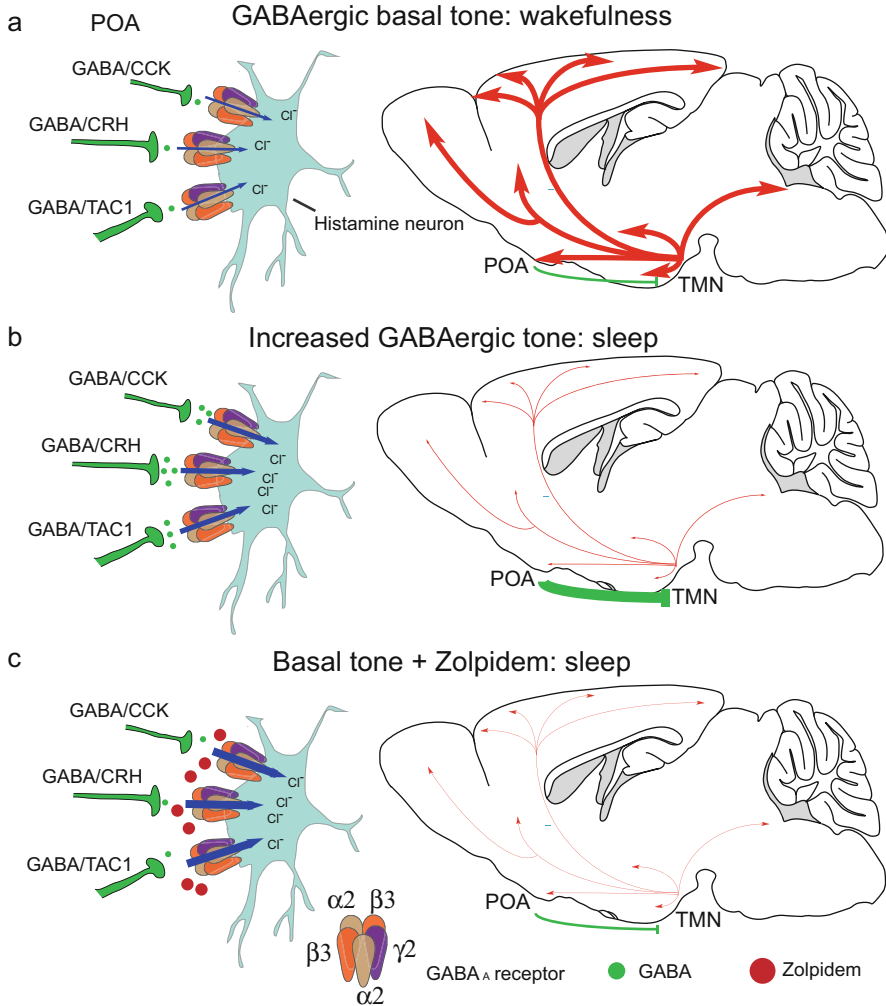 a
POA
GABAergic basal tone: wakefulness
GABA/CCK
Cl⁻
GABA/CRH
Cl⁻
Cl⁻
GABA/TAC1
Histamine neuron
POA
TMN
b
Increased GABAergic tone: sleep
GABA/CCK
GABA/CRH
Cl⁻
Cl⁻
Cl⁻
Cl⁻
GABA/TAC1
POA
TMN
c
Basal tone + Zolpidem: sleep
GABA/CCK
GABA/CRH
Cl⁻
Cl⁻
Cl⁻
Cl⁻
GABA/TAC1
POA
TMN
α2 β3
β3 γ2
α2
GABA A receptor
GABA
Zolpidem